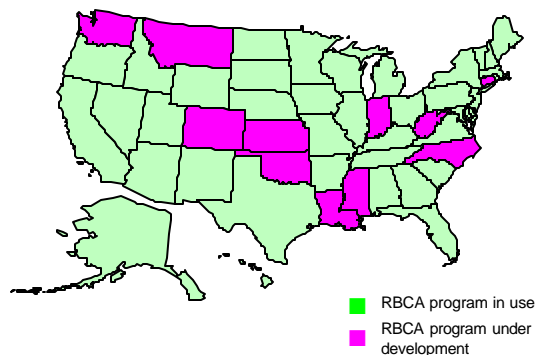 RBCA program in use
RBCA program under
development